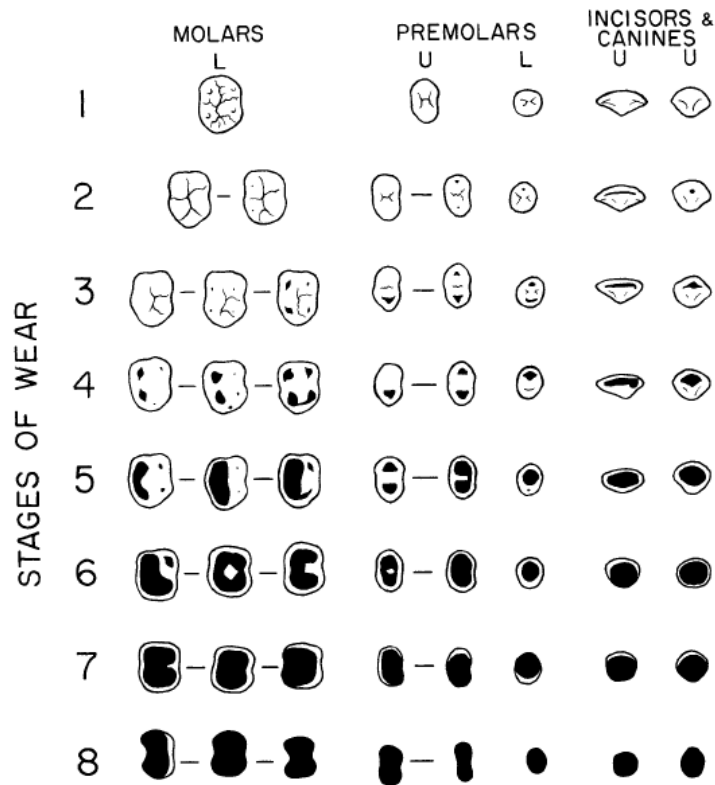 MOLARS
L
PREMOLARS
U L
INCISORS &
CANINES
U U
STAGES OF WEAR
1
2
3
4
5
6
7
8